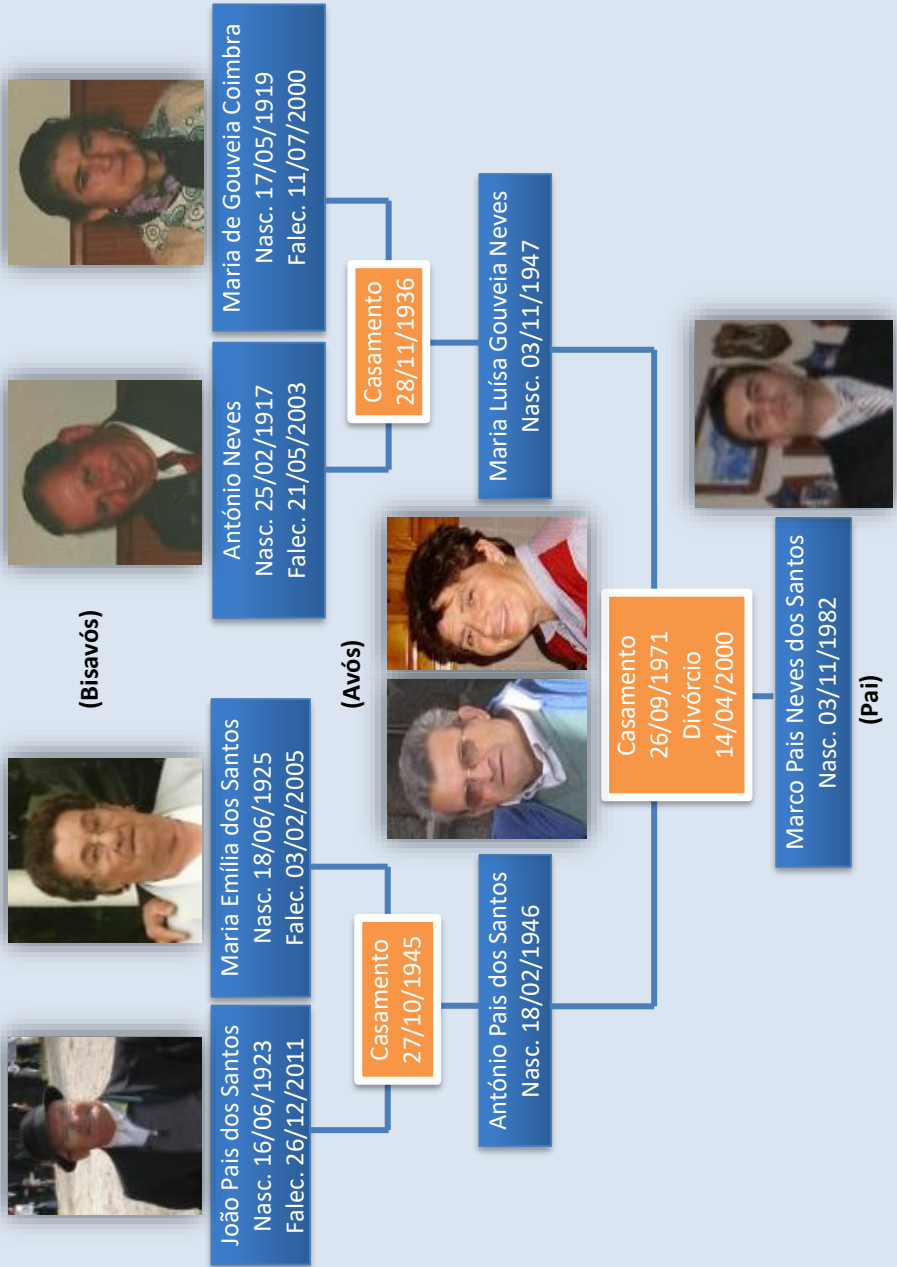 (Bisavós)
João Pais dos Santos
Nasc. 16/06/1923
Falec. 26/12/2011
Maria Emília dos Santos
Nasc. 18/06/1925
Falec. 03/02/2005
António Neves
Nasc. 25/02/1917
Falec. 21/05/2003
Maria de Gouveia Coimbra
Nasc. 17/05/1919
Falec. 11/07/2000
Casamento
27/10/1945
Casamento
28/11/1936
(Avós)
António Pais dos Santos
Nasc. 18/02/1946
Maria Luísa Gouveia Neves
Nasc. 03/11/1947
Casamento
26/09/1971
Divórcio
14/04/2000
Marco Pais Neves dos Santos
Nasc. 03/11/1982
(Pai)